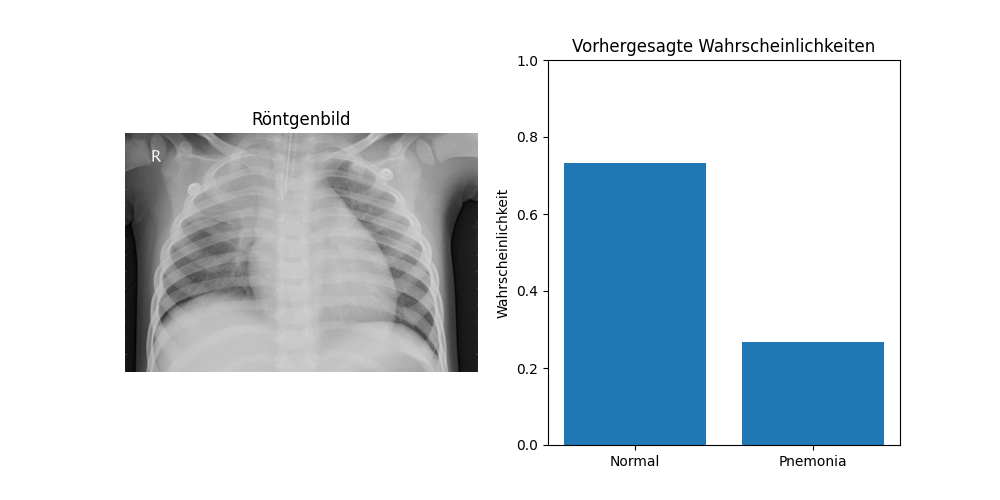 Röntgenbild
R
Vorhergesagte Wahrscheinlichkeiten
Wahrscheinlichkeit
1.0
0.8
0.6
0.4
0.2
0.0
Normal
Pnemonia